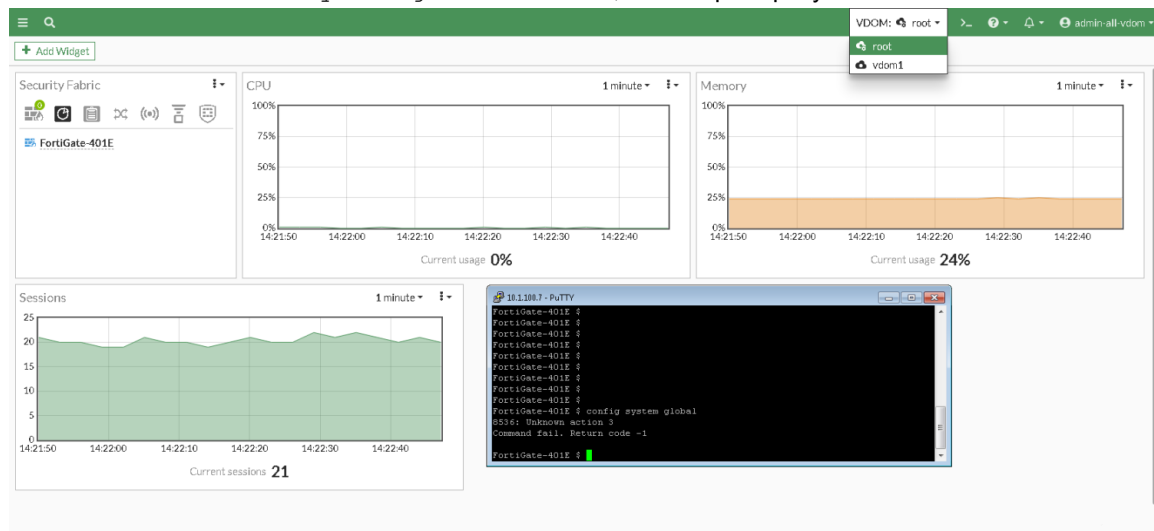 VDOM: root
>_
admin-all-vdom
root
vdom1
+ Add Widget
Security Fabric
0
FortiGate-401E
CPU
1 minute
100%
75%
50%
25%
0%
14:21:50 14:22:00 14:22:10 14:22:20 14:22:30 14:22:40
Current usage 0%
Memory
1 minute
100%
75%
50%
25%
0%
14:21:50 14:22:00 14:22:10 14:22:20 14:22:30 14:22:40
Current usage 24%
Sessions
1 minute
25
20
15
10
5
0
14:21:50 14:22:00 14:22:10 14:22:20 14:22:30 14:22:40
Current sessions 21
10.1.100.7 - PuTTY
FortiGate-401E $
FortiGate-401E $
FortiGate-401E $
FortiGate-401E $
FortiGate-401E $
FortiGate-401E $
FortiGate-401E $
FortiGate-401E $
FortiGate-401E $
FortiGate-401E $ config system global
8536: Unknown action 3
Command fail. Return code -1
FortiGate-401E $